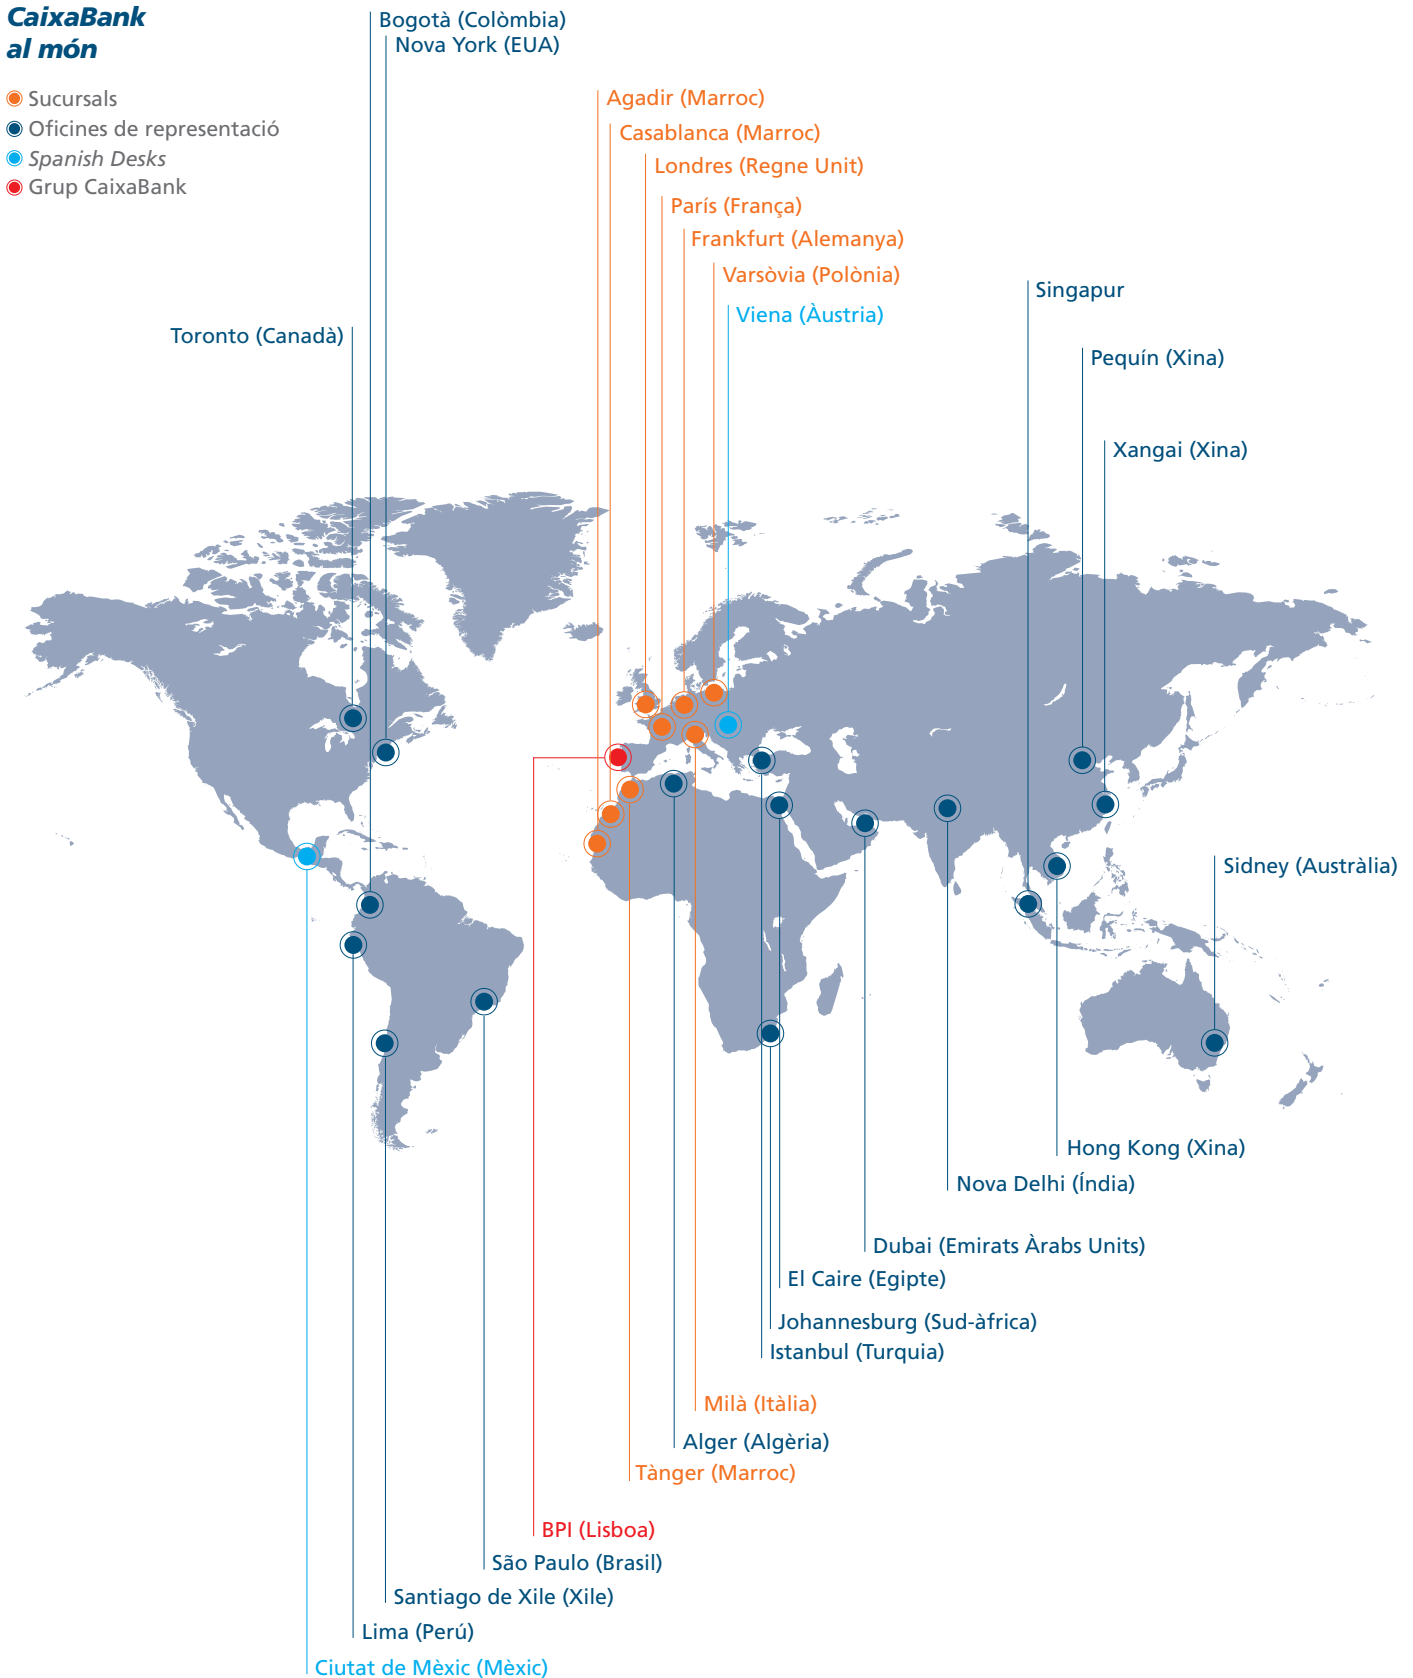 CaixaBank
al món
Sucursals
Oficines de representació
Spanish Desks
Grup CaixaBank
Bogotà (Colòmbia)
Nova York (EUA)
Agadir (Marroc)
Casablanca (Marroc)
Londres (Regne Unit)
París (França)
Frankfurt (Alemanya)
Varsòvia (Polònia)
Viena (Àustria)
Singapur
Toronto (Canadà)
Pequín (Xina)
Xangai (Xina)
Sidney (Austràlia)
Hong Kong (Xina)
Nova Delhi (Índia)
Dubai (Emirats Àrabs Units)
El Caire (Egipte)
Johannesburg (Sud-àfrica)
Istanbul (Turquia)
Milà (Itàlia)
Alger (Algèria)
Tànger (Marroc)
BPI (Lisboa)
São Paulo (Brasil)
Santiago de Xile (Xile)
Lima (Perú)
Ciutat de Mèxic (Mèxic)